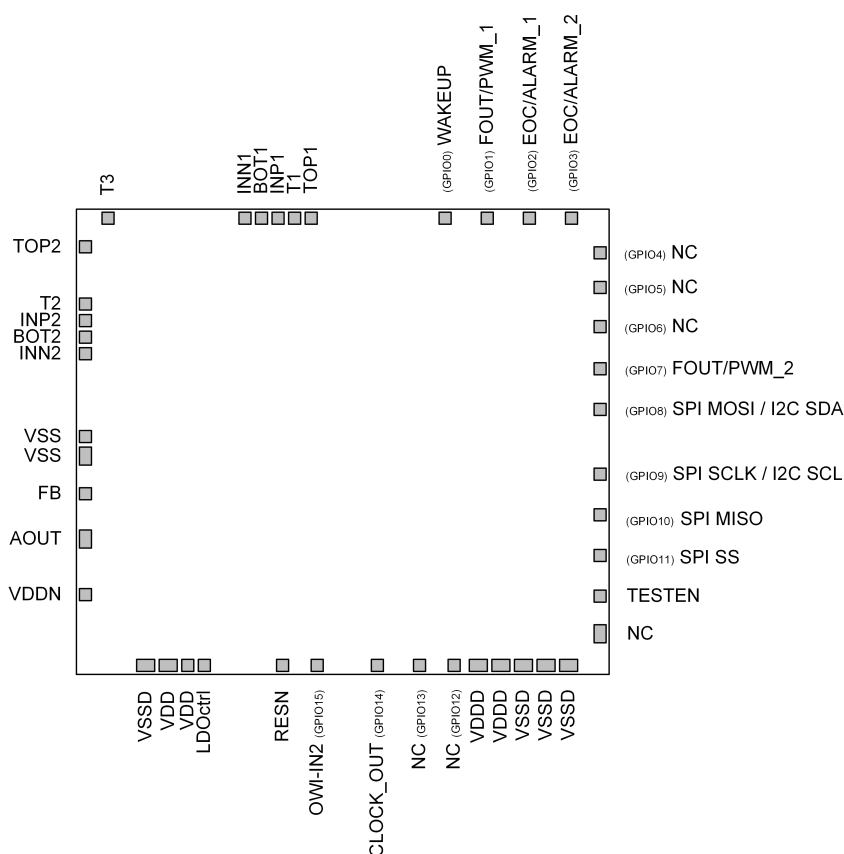 T3
INN1
BOT1
INP1
T1
TOP1
(GPIO0) WAKEUP
(GPIO1) FOUT/PWM_1
(GPIO2) EOC/ALARM_1
(GPIO3) EOC/ALARM_2
TOP2
T2
INP2
BOT2
INN2
VSS
VSS
FB
AOUT
VDDN
(GPIO4) NC
(GPIO5) NC
(GPIO6) NC
(GPIO7) FOUT/PWM_2
(GPIO8) SPI MOSI / I2C SDA
(GPIO9) SPI SCLK / I2C SCL
(GPIO10) SPI MISO
(GPIO11) SPI SS
TESTEN
NC
VSSD
VDD
VDD
LDOctrl
RESN
OWI-IN2 (GPIO15)
CLOCK_OUT (GPIO14)
NC (GPIO13)
NC (GPIO12)
VDDD
VDDD
VSSD
VSSD
VSSD